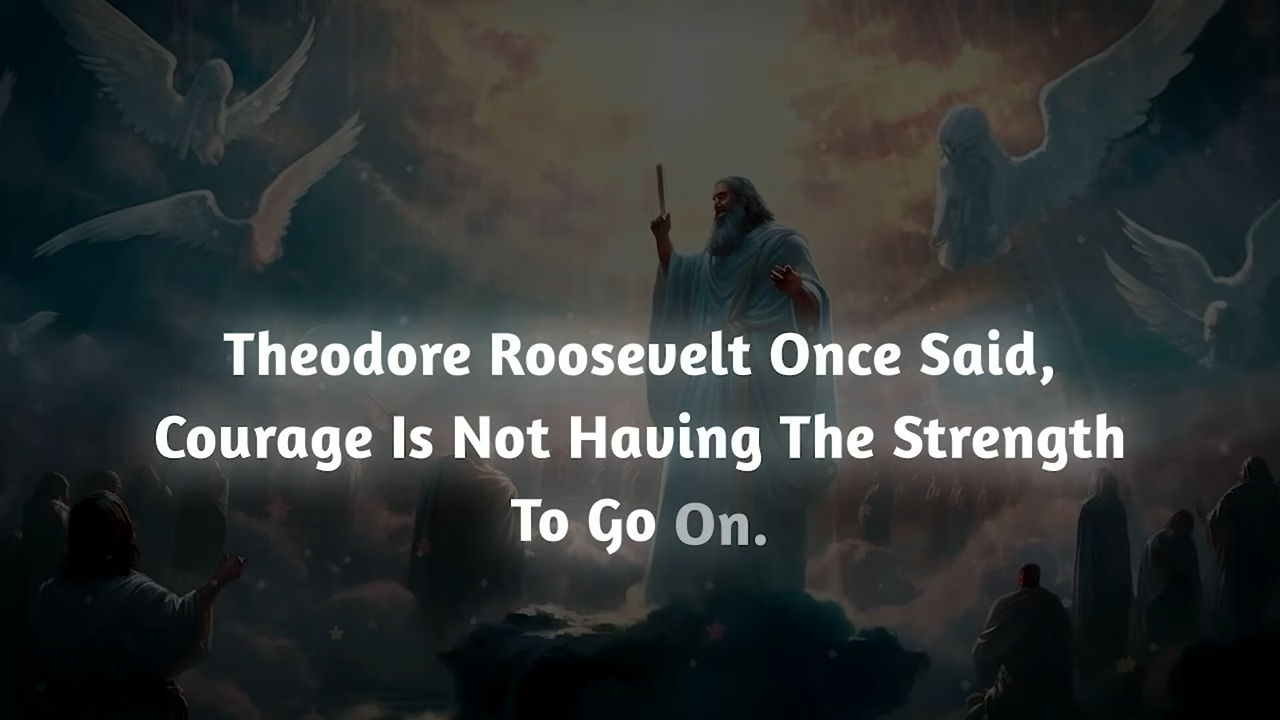 Theodore Roosevelt Once Said,
Courage Is Not Having The Strength
To Go On.